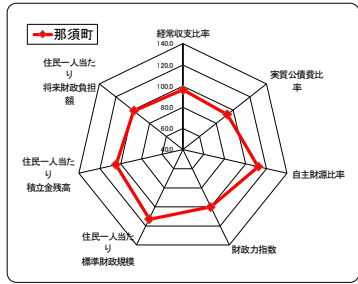 那須町
経常収支比率
140.0
120.0
100.0
80.0
60.0
40.0
実質公債費比
率
自主財源比率
財政力指数
住民一人当た
り
標準財政規模
住民一人当た
り
積立金残高
住民一人当た
り
将来財政負担
額